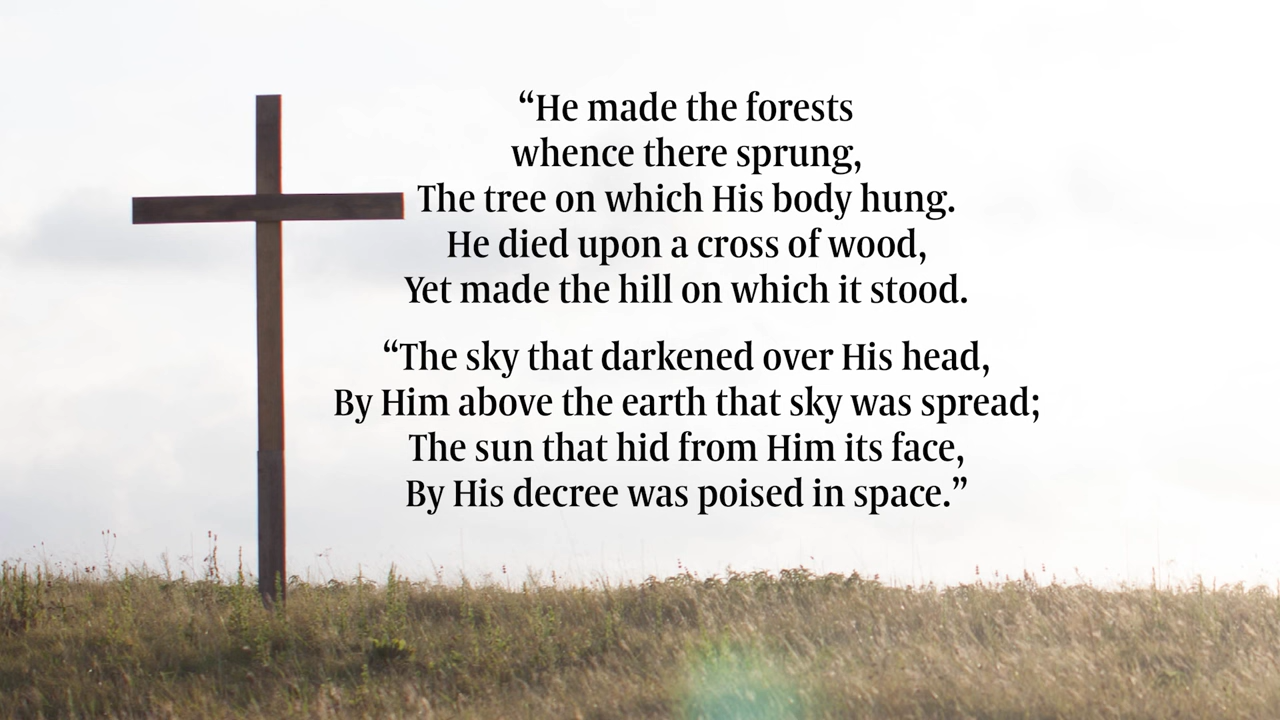 “He made the forests
whence there sprung,
The tree on which His body hung.
He died upon a cross of wood,
Yet made the hill on which it stood.
“The sky that darkened over His head,
By Him above the earth that sky was spread;
The sun that hid from Him its face,
By His decree was poised in space.”